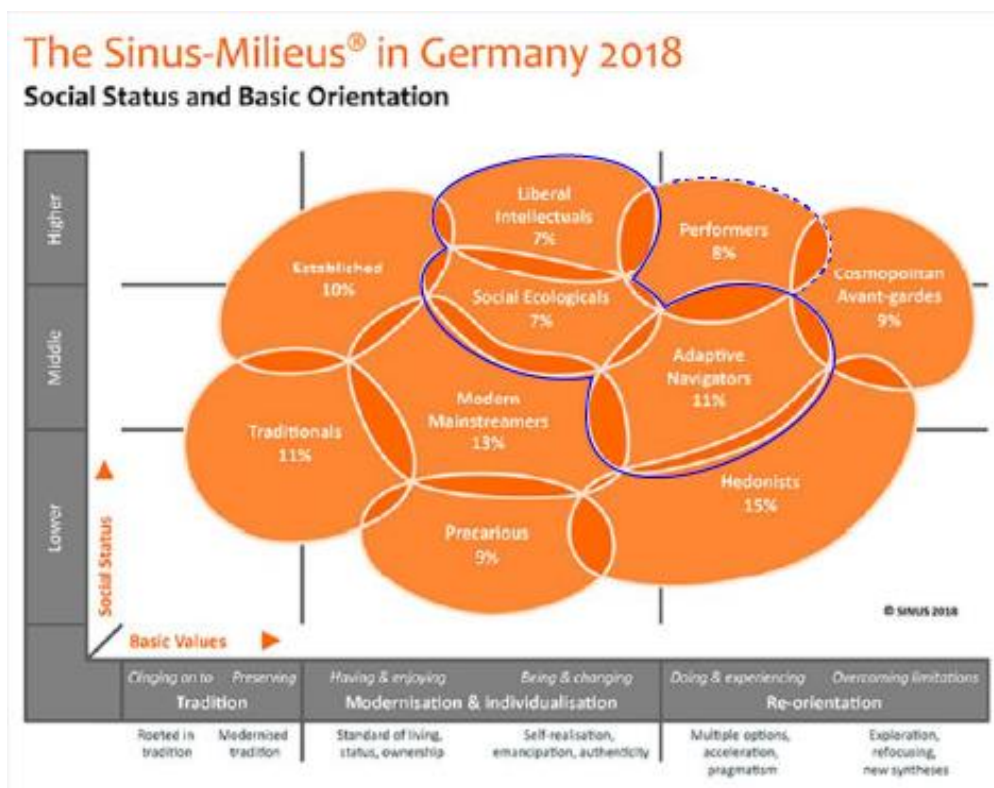 The Sinus-Milieus® in Germany 2018
Social Status and Basic Orientation
Higher
Middle
Lower
Social Status
Liberal
Intellectuals
7%
Performers
8%
Established
10%
Cosmopolitan
Avant-gardes
9%
Social Ecologicals
7%
Adaptive
Navigators
11%
Modern
Mainstreamers
13%
Traditionals
11%
Hedonists
15%
Precarious
9%
© SINUS 2018
Basic Values
Clinging on to
Preserving
Tradition
Having & enjoying
Being & changing
Modernisation & individualisation
Doing & experiencing
Overcoming limitations
Re-orientation
Rooted in
tradition
Modernised
tradition
Standard of living,
status, ownership
Self-realisation,
emancipation, authenticity
Multiple options,
acceleration,
pragmatism
Exploration,
refocusing,
new syntheses